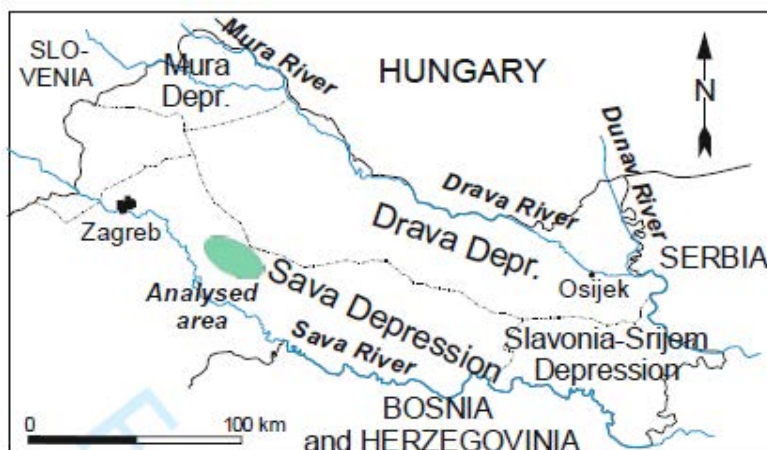 SLO-
VENIA
Mura
Depr.
Mura River
HUNGARY
N
Dunav River
Drava River
Drava Depr.
Zagreb
SERBIA
Osijek
Analysed
area
Sava Depression
Sava River
Slavonia-Srijem
Depression
0
100 km
BOSNIA
and HERZEGOVINIA